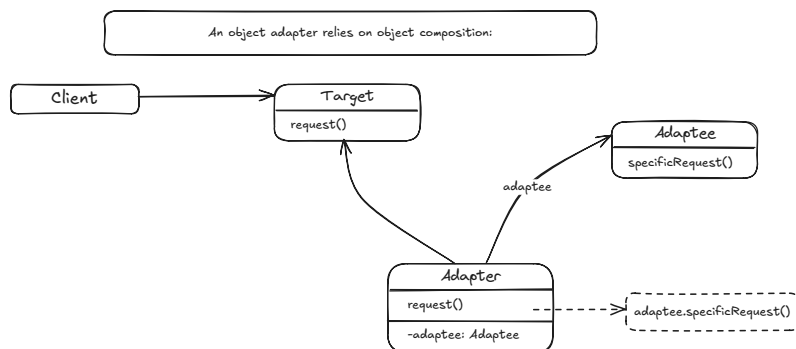 An object adapter relies on object composition:
Client
Target
request()
Adaptee
specificRequest()
adaptee
Adapter
request()
adaptee.specificRequest()
-adaptee: Adaptee